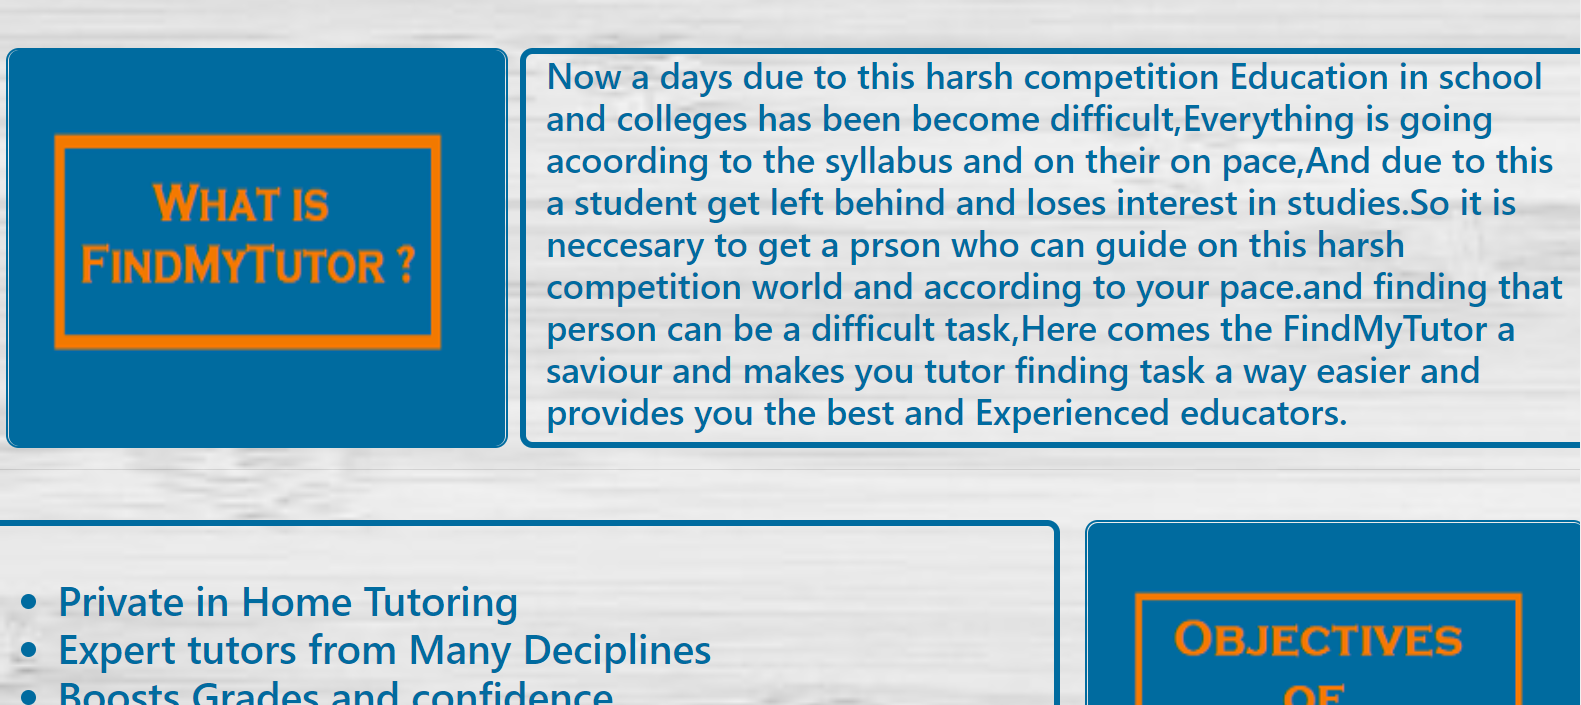 WHAT IS
FINDMYTUTOR ?
Now a days due to this harsh competition Education in school
and colleges has been become difficult,Everything is going
acoording to the syllabus and on their on pace,And due to this
a student get left behind and loses interest in studies.So it is
neccesary to get a prson who can guide on this harsh
competition world and according to your pace.and finding that
person can be a difficult task,Here comes the FindMyTutor a
saviour and makes you tutor finding task a way easier and
provides you the best and Experienced educators.
• Private in Home Tutoring
• Expert tutors from Many Deciplines
• Boosts Grades and confidence
OBJECTIVES
OF